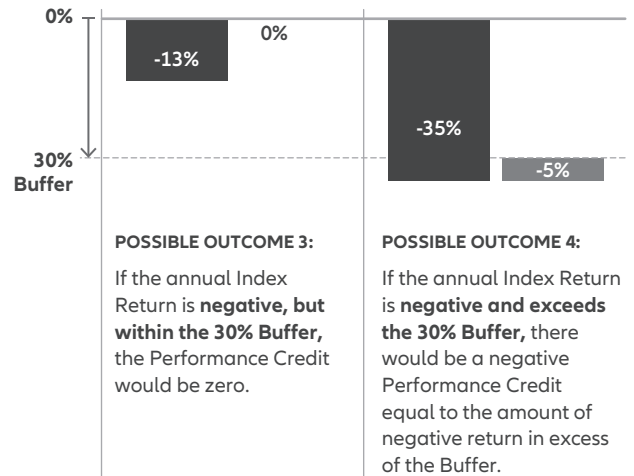 0%
0%
-13%
-35%
30%
Buffer
-5%
POSSIBLE OUTCOME 3:
If the annual Index
Return is negative, but
within the 30% Buffer,
the Performance Credit
would be zero.
POSSIBLE OUTCOME 4:
If the annual Index Return
is negative and exceeds
the 30% Buffer, there
would be a negative
Performance Credit
equal to the amount of
negative return in excess
of the Buffer.